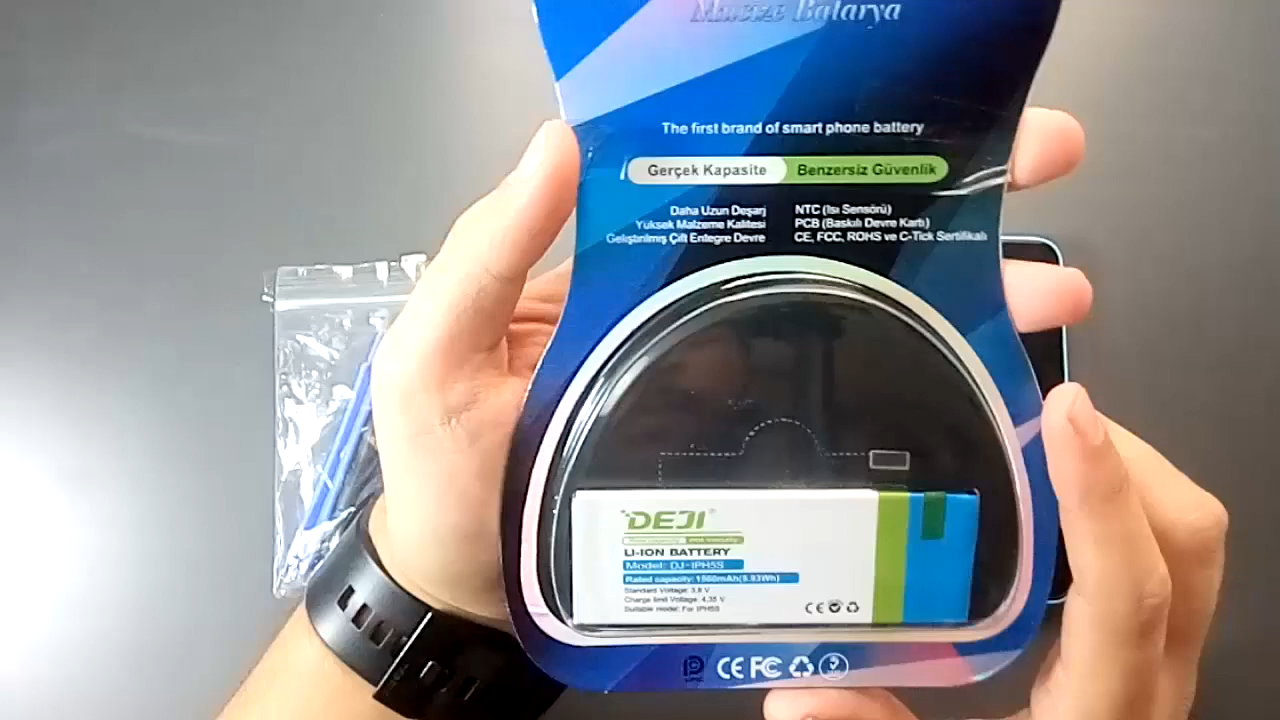 Mucize Batarya
The first brand of smart phone battery
Gerçek Kapasite Benzersiz Güvenlik
Daha Uzun Deşarj NTC (Isı Sensörü)
Yüksek Malzeme Kalitesi PCB (Baskılı Devre Kartı)
Geliştirilmiş Çift Entegre Devre CE, FCC, ROHS ve C-Tick Sertifikalı
DEJI
LI-ION BATTERY
Model: DJ-IPH5S
Rated capacity: 1560mAh(5.93Wh)
Standard Voltage: 3.8 V
Charge limit Voltage: 4.35 V
Suitable model: For IPH5S
CE
CE FC